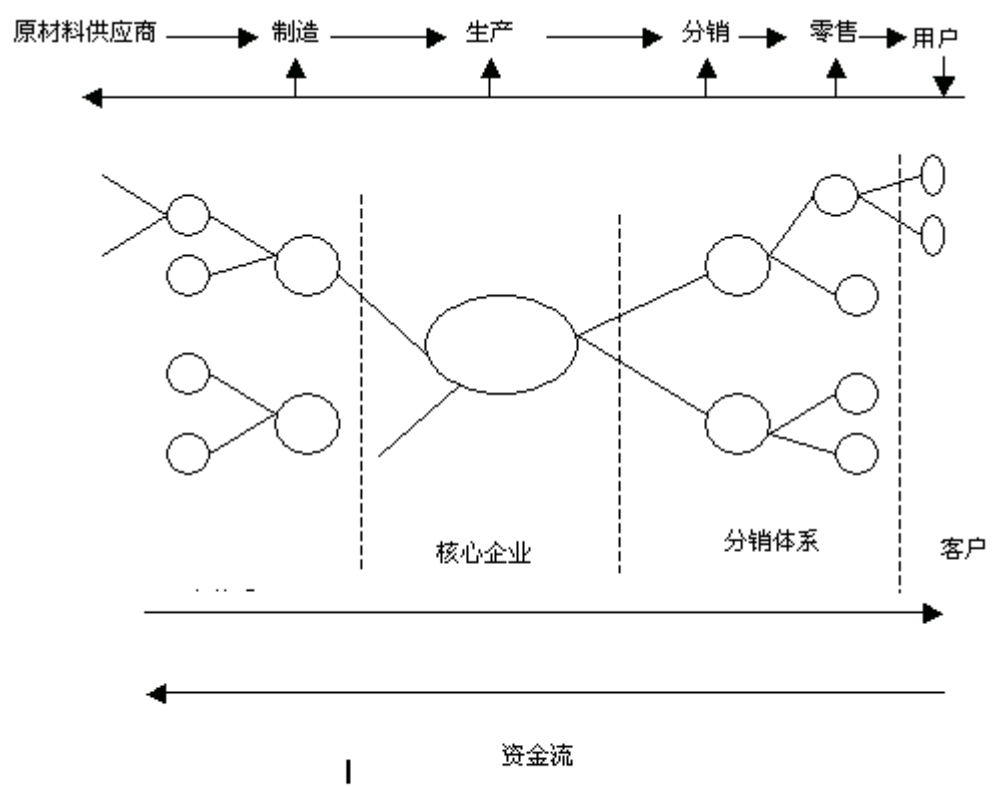 原材料供应商 制造 生产 分销 零售 用户
核心企业 分销体系 客户
资金流